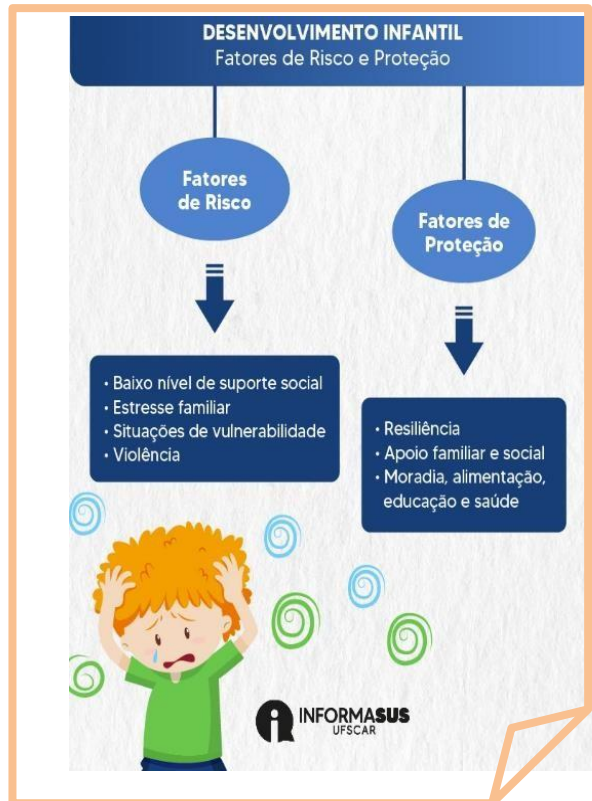 DESENVOLVIMENTO INFANTIL
Fatores de Risco e Proteção
Fatores
de Risco
• Baixo nível de suporte social
• Estresse familiar
• Situações de vulnerabilidade
• Violência
Fatores de
Proteção
• Resiliência
• Apoio familiar e social
• Moradia, alimentação,
educação e saúde
INFORMASUS
UFSCAR